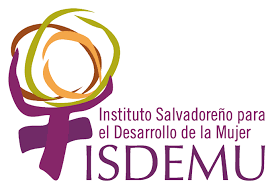 Instituto Salvadoreño para
el Desarrollo de la Mujer
ISDEMU